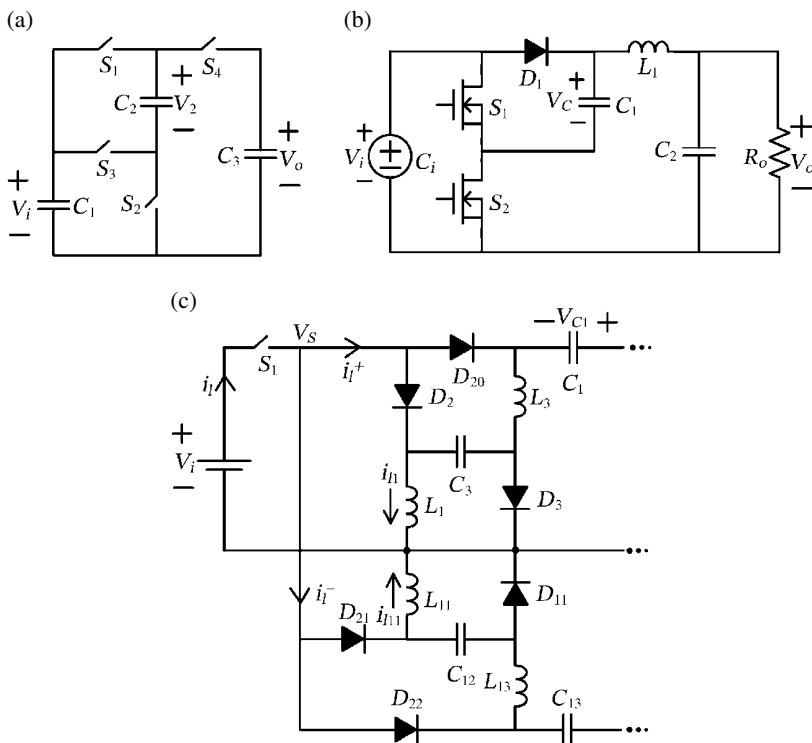 (a)
S1
S4
+
C2
V2
−
S3
+
C3
Vo
−
+
Vi
C1
−
S2
(b)
D1
L1
S1
+
VC
C1
−
+
Vi
Ci
−
S2
C2
Ro
+
Vo
−
(c)
S1
VS
il+
D20
− VC1 +
C1
...
il
D2
L3
+
Vi
−
C3
il1
L1
D3
...
il−
D21
L11
il11
D11
C12
L13
D22
C13
...